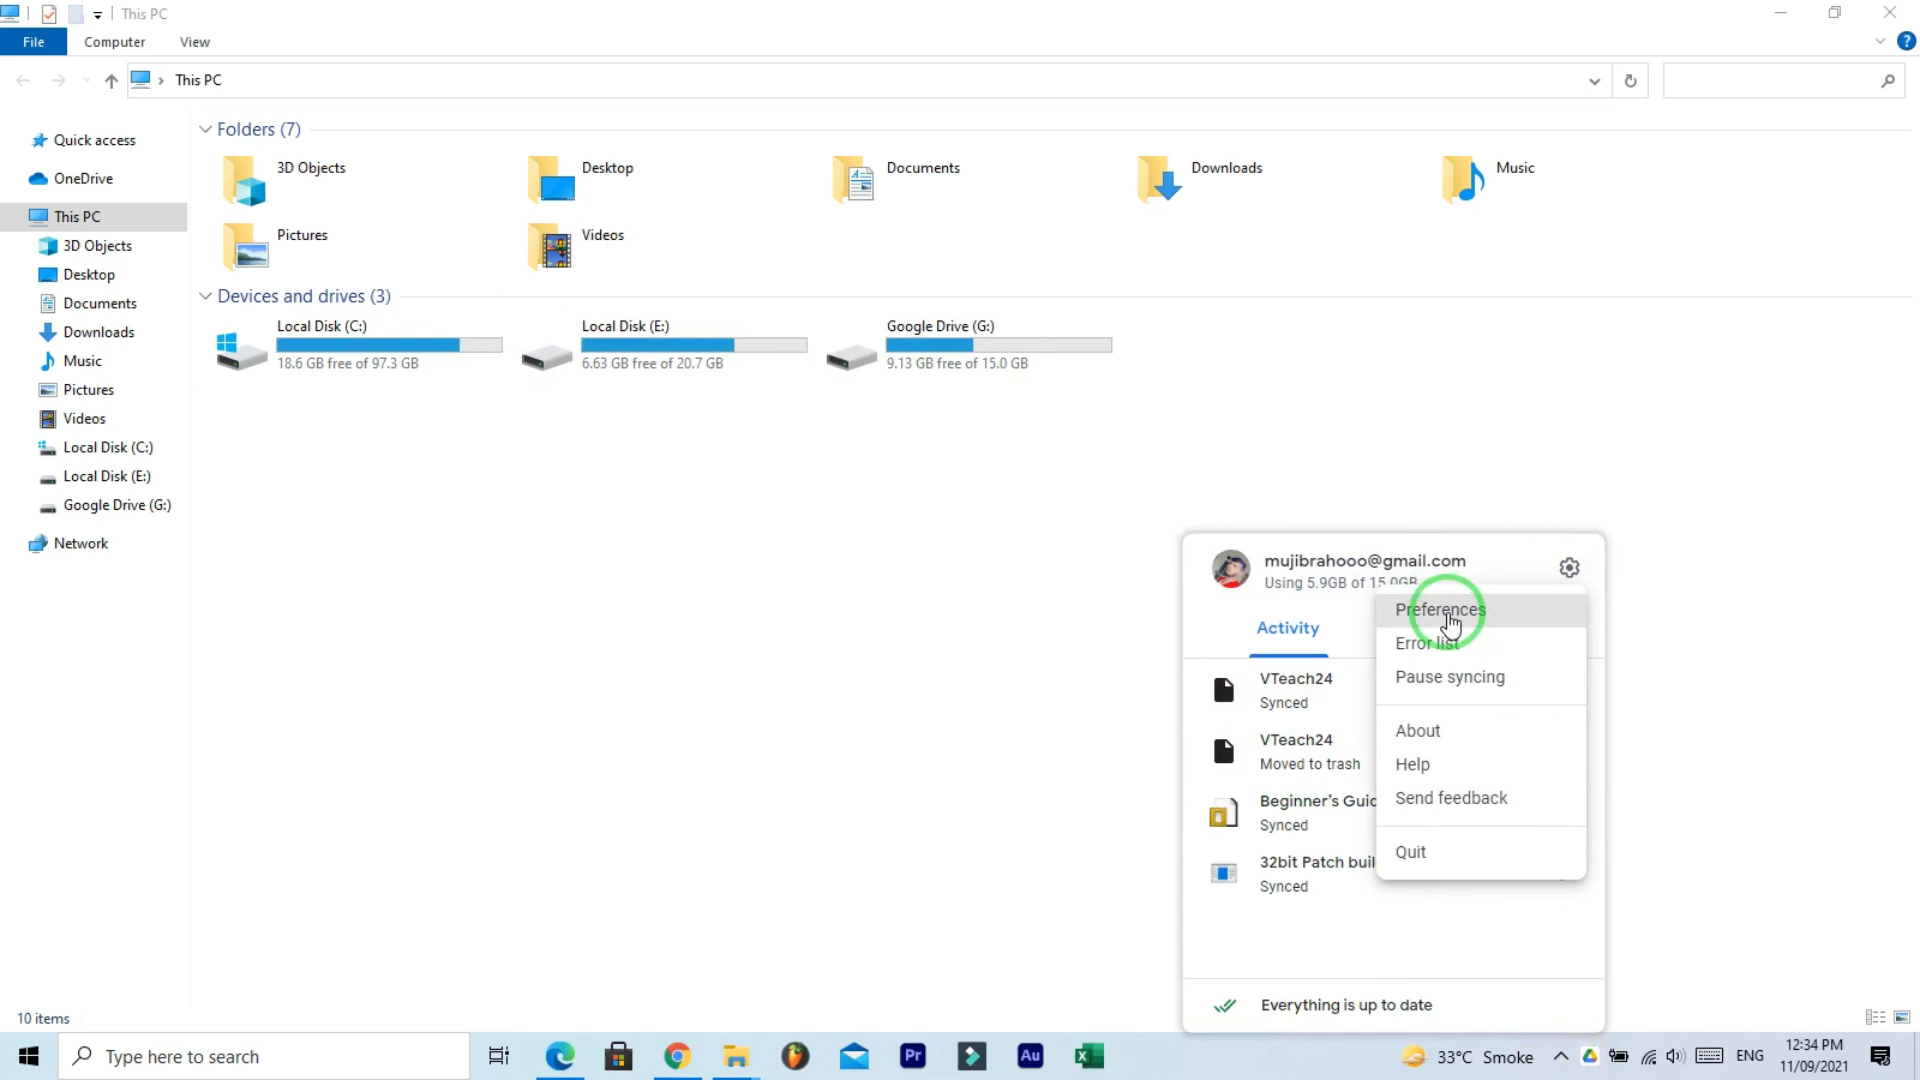 This PC
File
Computer
View
This PC
Quick access
OneDrive
This PC
3D Objects
Desktop
Documents
Downloads
Music
Pictures
Videos
Local Disk (C:)
Local Disk (E:)
Google Drive (G:)
Network
Folders (7)
3D Objects
Desktop
Documents
Downloads
Music
Pictures
Videos
Devices and drives (3)
Local Disk (C:)
18.6 GB free of 97.3 GB
Local Disk (E:)
6.63 GB free of 20.7 GB
Google Drive (G:)
9.13 GB free of 15.0 GB
mujibrahooo@gmail.com
Using 5.9GB of 15.0GB
Activity
VTeach24
Synced
VTeach24
Moved to trash
Beginner's Guid
Synced
32bit Patch buil
Synced
Everything is up to date
Preferences
Error list
Pause syncing
About
Help
Send feedback
Quit
10 items
Type here to search
Pr
Au
33°C Smoke
ENG
12:34 PM
11/09/2021